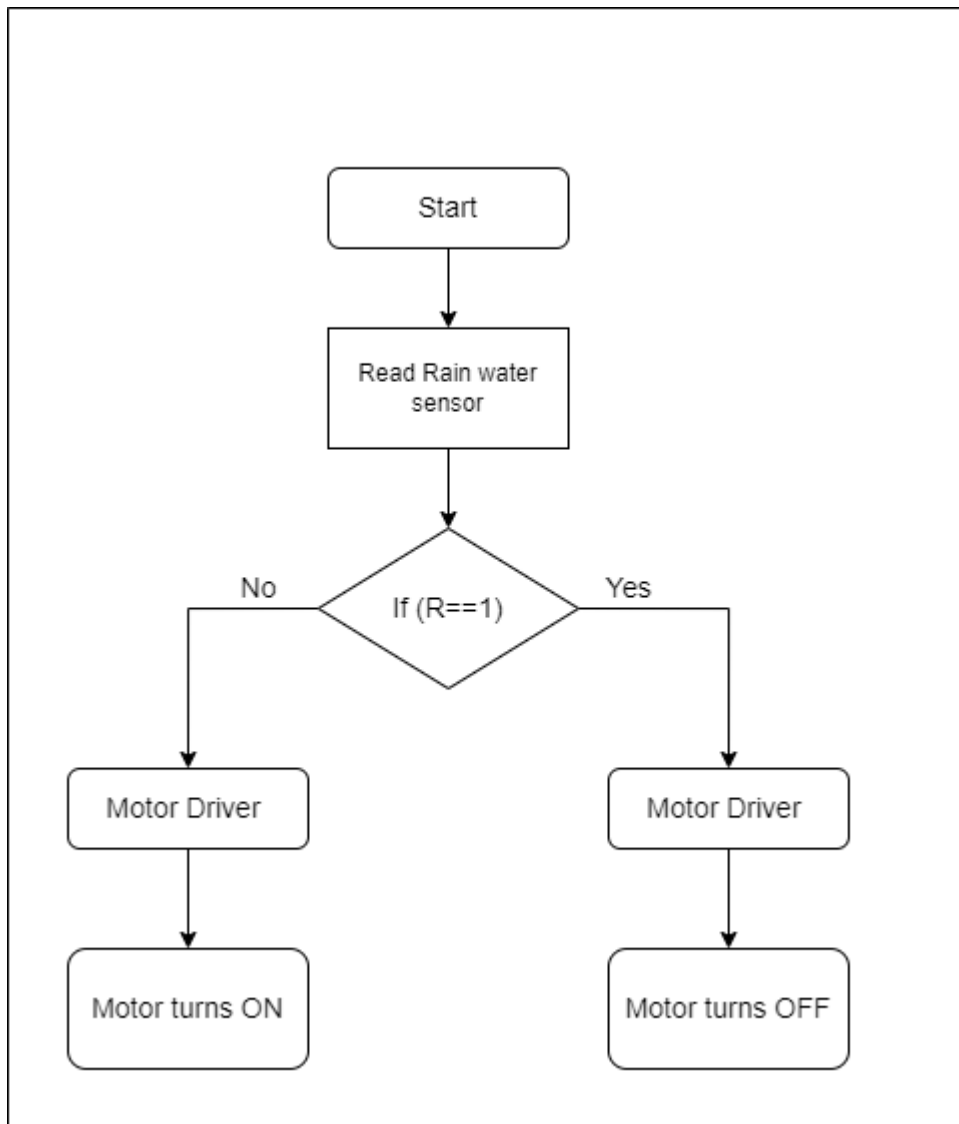 Start
Read Rain water
sensor
No
Yes
If (R==1)
Motor Driver
Motor Driver
Motor turns ON
Motor turns OFF